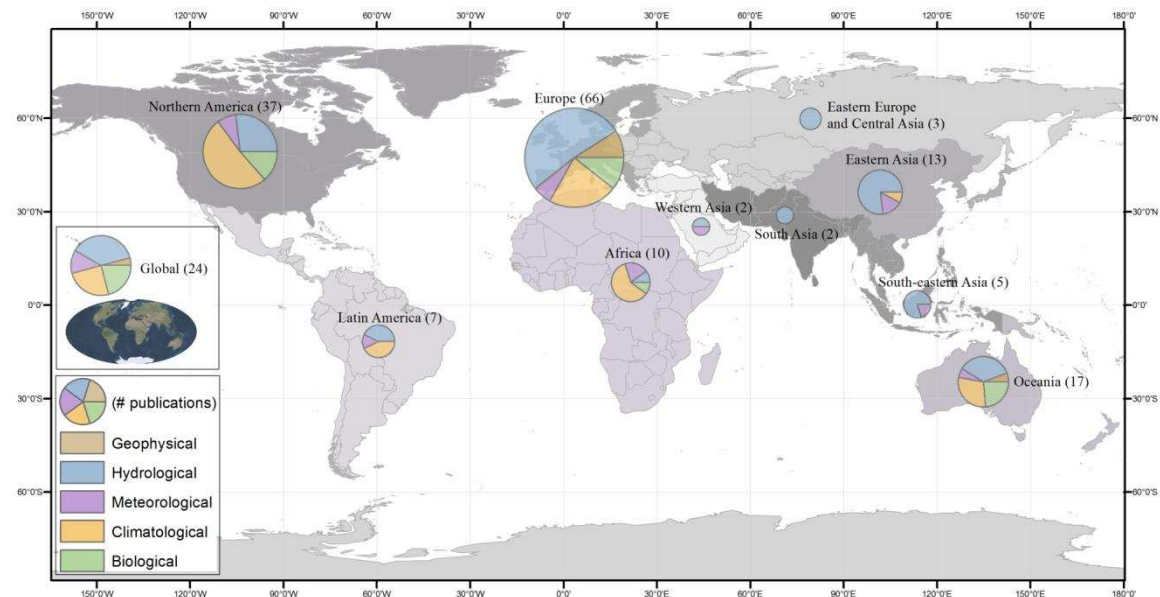 150°0'W 120°0'W 90°0'W 60°0'W 30°0'W 0°0' 30°0'E 60°0'E 90°0'E 120°0'E 150°0'E 180°0'
Northern America (37)
Europe (66)
Eastern Europe
and Central Asia (3)
60°0'N 60°0'N
Eastern Asia (13)
30°0'N 30°0'N
Western Asia (2)
South Asia (2)
Global (24)
Africa (10)
South-eastern Asia (5)
0°0' 0°0'
Latin America (7)
Oceania (17)
30°0'S 30°0'S
(# publications)
Geophysical
Hydrological
Meteorological
Climatological
Biological
60°0'S 60°0'S
150°0'W 120°0'W 90°0'W 60°0'W 30°0'W 0°0' 30°0'E 60°0'E 90°0'E 120°0'E 150°0'E 180°0'